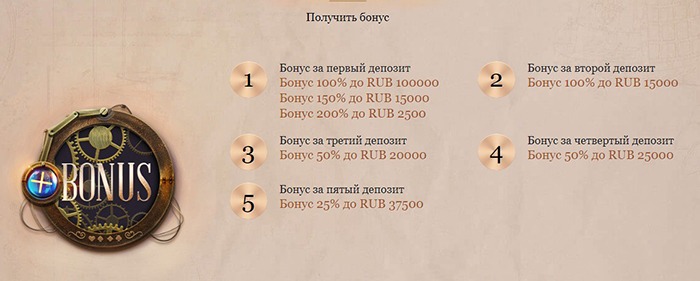 Получить бонус
1
Бонус за первый депозит
Бонус 100% до RUB 100000
Бонус 150% до RUB 15000
Бонус 200% до RUB 2500
2
Бонус за второй депозит
Бонус 100% до RUB 15000
3
Бонус за третий депозит
Бонус 50% до RUB 20000
4
Бонус за четвертый депозит
Бонус 50% до RUB 25000
5
Бонус за пятый депозит
Бонус 25% до RUB 37500
+BONUS